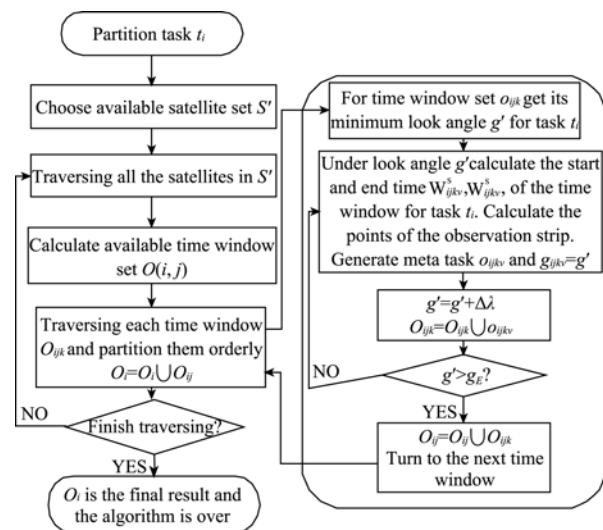 Partition task tᵢ
Choose available satellite set S′
Traversing all the satellites in S′
Calculate available time window
set O(i, j)
Traversing each time window
Oᵢⱼₖ and partition them orderly
Oᵢ=Oᵢ⋃Oᵢⱼ
NO
Finish traversing?
YES
Oᵢ is the final result and
the algorithm is over
For time window set oᵢⱼₖ get its
minimum look angle g′ for task tᵢ
Under look angle g′calculate the start
and end time Wˢᵢⱼₖᵥ,Wˢᵢⱼₖᵥ, of the time
window for task tᵢ. Calculate the
points of the observation strip.
Generate meta task oᵢⱼₖᵥ and gᵢⱼₖᵥ=g′
g′=g′+Δλ
Oᵢⱼₖ=Oᵢⱼₖ⋃oᵢⱼₖᵥ
NO
g′>g_E?
YES
Oᵢⱼ=Oᵢⱼ⋃Oᵢⱼₖ
Turn to the next time
window